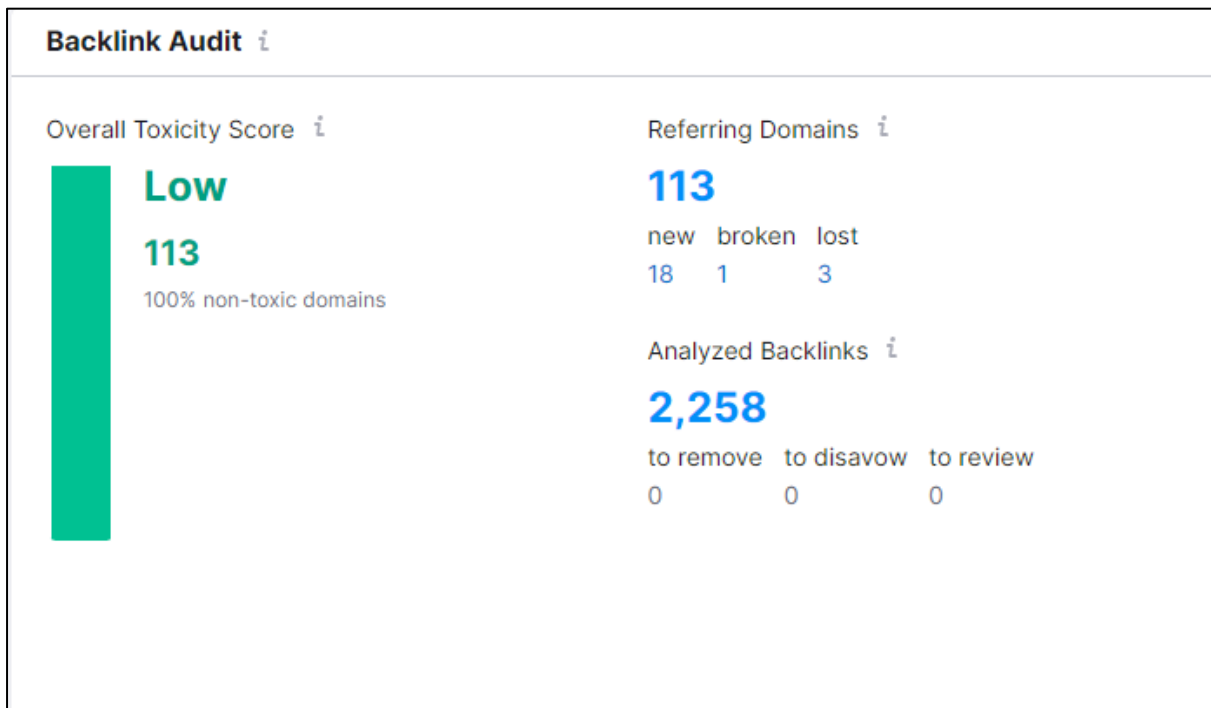 Backlink Audit i
Overall Toxicity Score i
Low
113
100% non-toxic domains
Referring Domains i
113
new broken lost
18 1 3
Analyzed Backlinks i
2,258
to remove to disavow to review
0 0 0